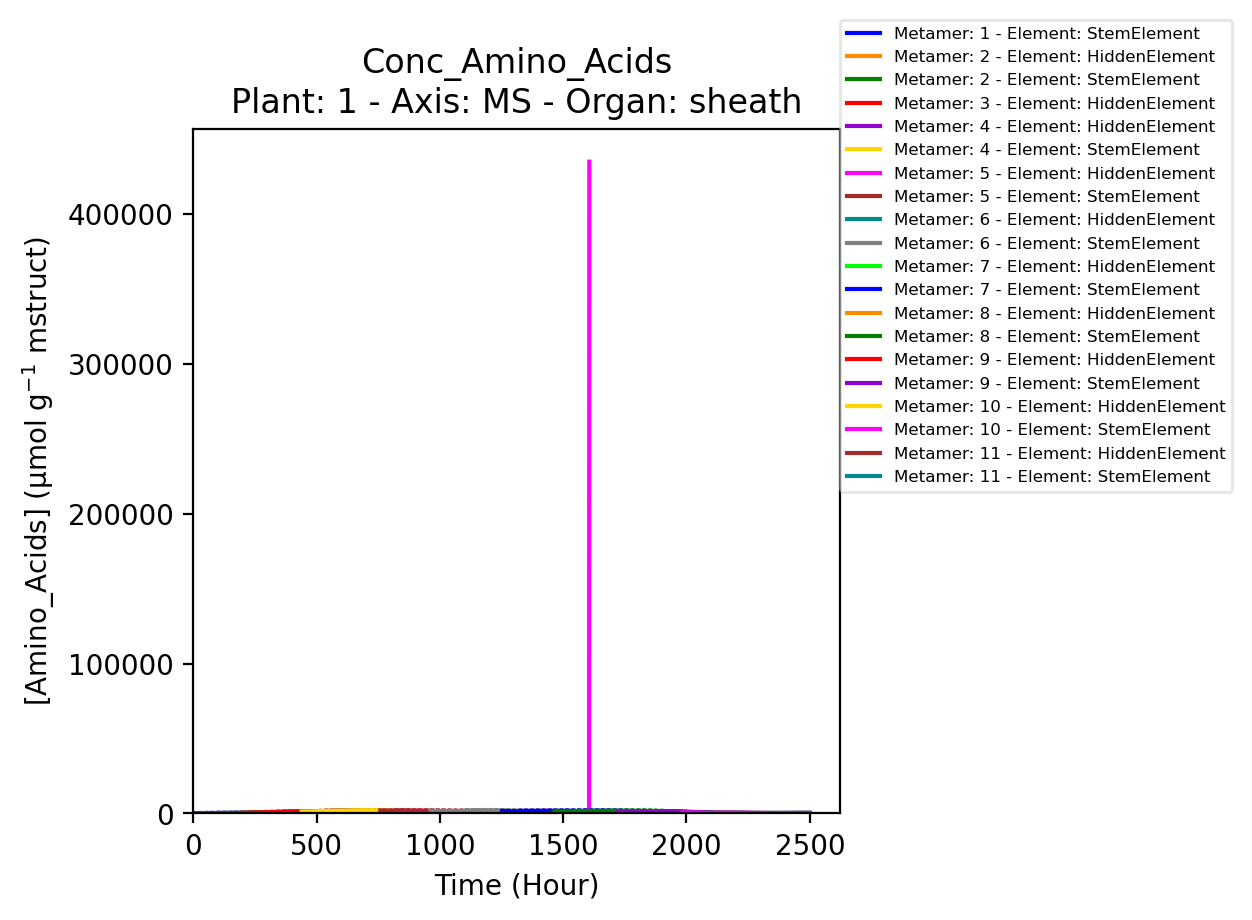 Conc_Amino_Acids
Plant: 1 - Axis: MS - Organ: sheath
Metamer: 1 - Element: StemElement
Metamer: 2 - Element: HiddenElement
Metamer: 2 - Element: StemElement
Metamer: 3 - Element: HiddenElement
Metamer: 4 - Element: HiddenElement
Metamer: 4 - Element: StemElement
Metamer: 5 - Element: HiddenElement
Metamer: 5 - Element: StemElement
Metamer: 6 - Element: HiddenElement
Metamer: 6 - Element: StemElement
Metamer: 7 - Element: HiddenElement
Metamer: 7 - Element: StemElement
Metamer: 8 - Element: HiddenElement
Metamer: 8 - Element: StemElement
Metamer: 9 - Element: HiddenElement
Metamer: 9 - Element: StemElement
Metamer: 10 - Element: HiddenElement
Metamer: 10 - Element: StemElement
Metamer: 11 - Element: HiddenElement
Metamer: 11 - Element: StemElement
[Amino_Acids] (µmol g⁻¹ mstruct)
400000
300000
200000
100000
0
0 500 1000 1500 2000 2500
Time (Hour)